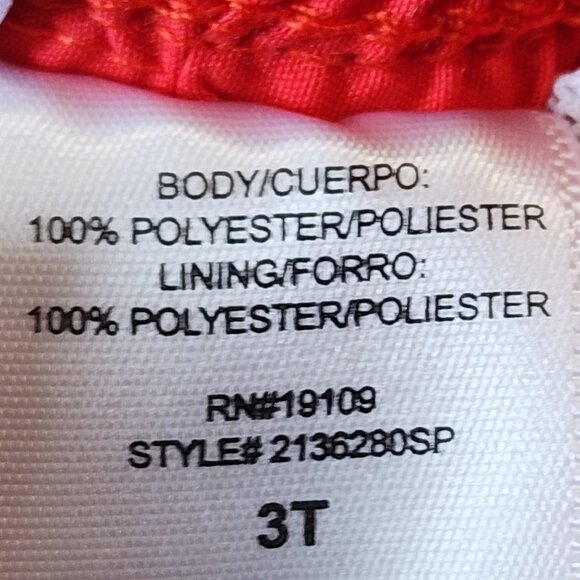 BODY/CUERPO:
100% POLYESTER/POLIESTER
LINING/FORRO:
100% POLYESTER/POLIESTER
RN#19109
STYLE# 2136280SP
3T